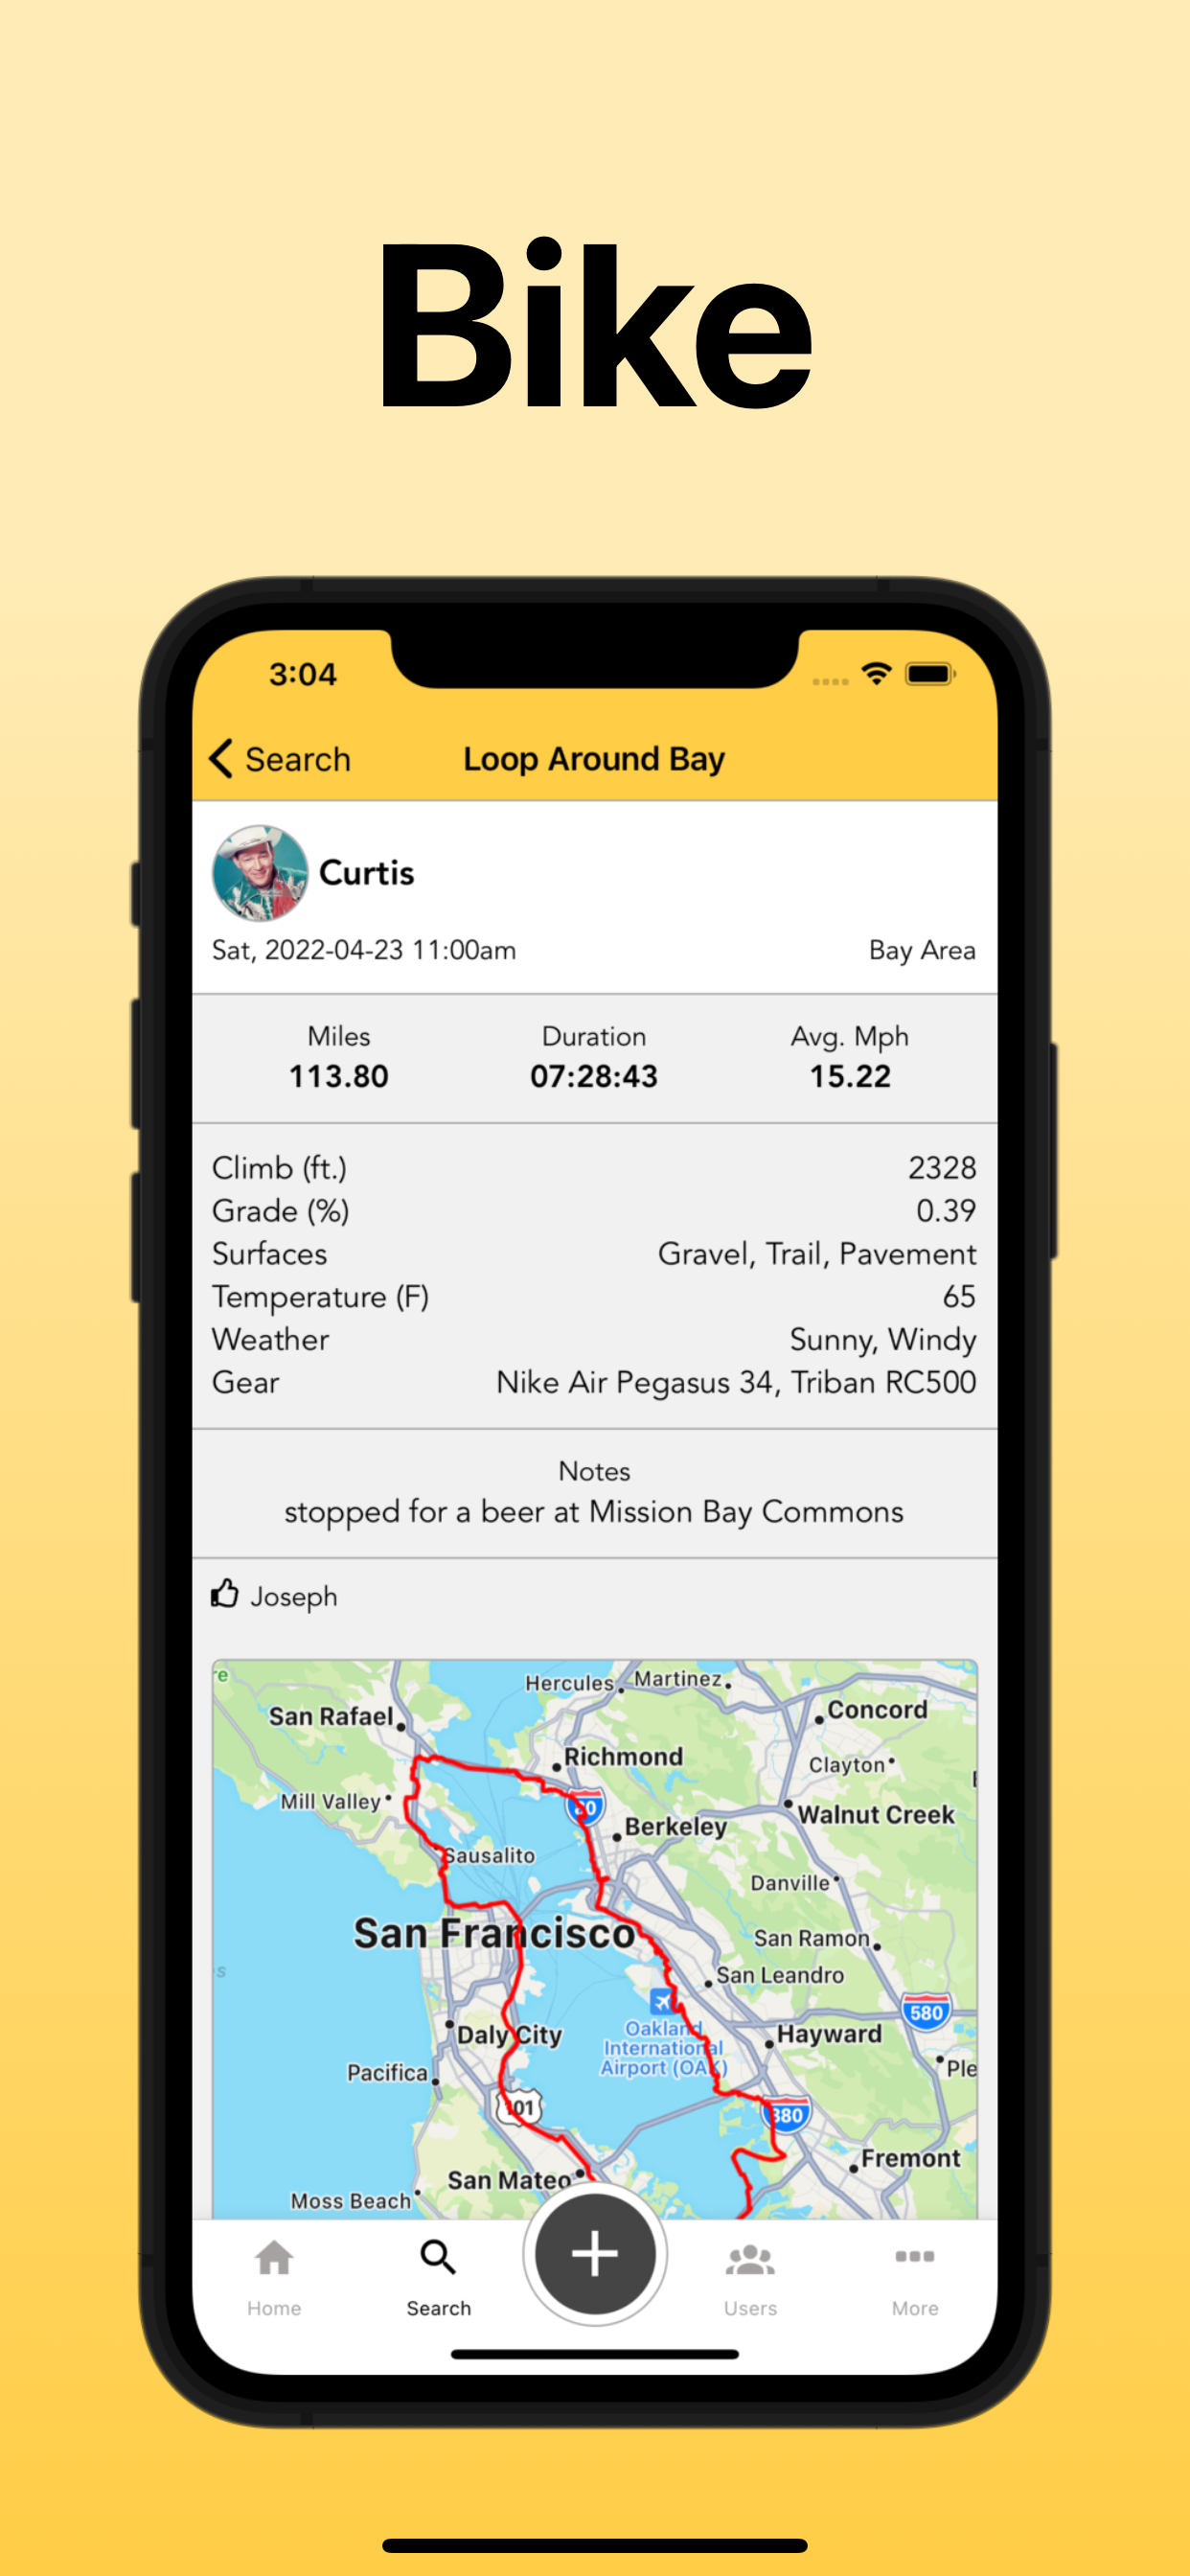 Bike
3:04
Search
Loop Around Bay
Curtis
Sat, 2022-04-23 11:00am
Bay Area
Miles
Duration
Avg. Mph
113.80
07:28:43
15.22
Climb (ft.)
2328
Grade (%)
0.39
Surfaces
Gravel, Trail, Pavement
Temperature (F)
65
Weather
Sunny, Windy
Gear
Nike Air Pegasus 34, Triban RC500
Notes
stopped for a beer at Mission Bay Commons
Joseph
re
Hercules
Martinez
San Rafael
Concord
Richmond
Clayton
Mill Valley
Walnut Creek
Berkeley
Sausalito
Danville
San Francisco
San Ramon
San Leandro
580
Oakland
International
Airport (OAK)
Daly City
Hayward
Pacifica
Ple
101
Fremont
San Mateo
Moss Beach
Home
Search
Users
More